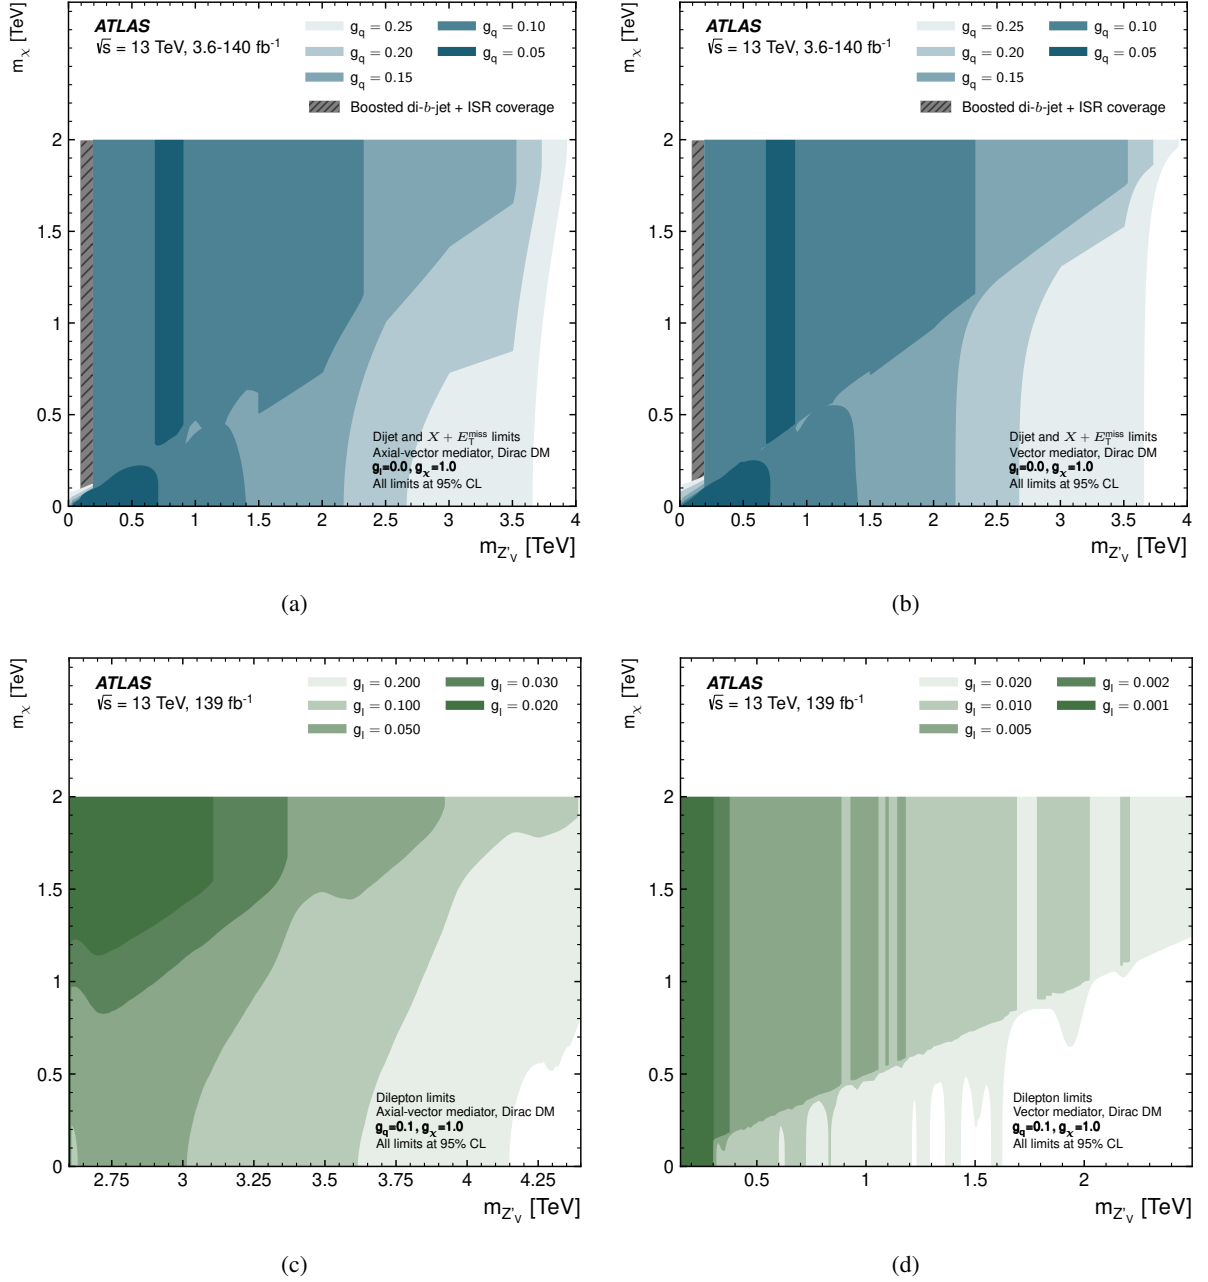 ATLAS
√s = 13 TeV, 3.6-140 fb⁻¹
g_q = 0.25
g_q = 0.20
g_q = 0.15
g_q = 0.10
g_q = 0.05
Boosted di-b-jet + ISR coverage
m_χ [TeV]
2
1.5
1
0.5
0
Dijet and X + E_T^miss limits
Axial-vector mediator, Dirac DM
g_l=0.0, g_χ=1.0
All limits at 95% CL
0 0.5 1 1.5 2 2.5 3 3.5 4
m_Z'_V [TeV]
(a)
ATLAS
√s = 13 TeV, 3.6-140 fb⁻¹
g_q = 0.25
g_q = 0.20
g_q = 0.15
g_q = 0.10
g_q = 0.05
Boosted di-b-jet + ISR coverage
m_χ [TeV]
2
1.5
1
0.5
0
Dijet and X + E_T^miss limits
Vector mediator, Dirac DM
g_l=0.0, g_χ=1.0
All limits at 95% CL
0 0.5 1 1.5 2 2.5 3 3.5 4
m_Z'_V [TeV]
(b)
ATLAS
√s = 13 TeV, 139 fb⁻¹
g_l = 0.200
g_l = 0.100
g_l = 0.050
g_l = 0.030
g_l = 0.020
m_χ [TeV]
2
1.5
1
0.5
0
Dilepton limits
Axial-vector mediator, Dirac DM
g_q=0.1, g_χ=1.0
All limits at 95% CL
2.75 3 3.25 3.5 3.75 4 4.25
m_Z'_V [TeV]
(c)
ATLAS
√s = 13 TeV, 139 fb⁻¹
g_l = 0.020
g_l = 0.010
g_l = 0.005
g_l = 0.002
g_l = 0.001
m_χ [TeV]
2
1.5
1
0.5
0
Dilepton limits
Vector mediator, Dirac DM
g_q=0.1, g_χ=1.0
All limits at 95% CL
0.5 1 1.5 2
m_Z'_V [TeV]
(d)